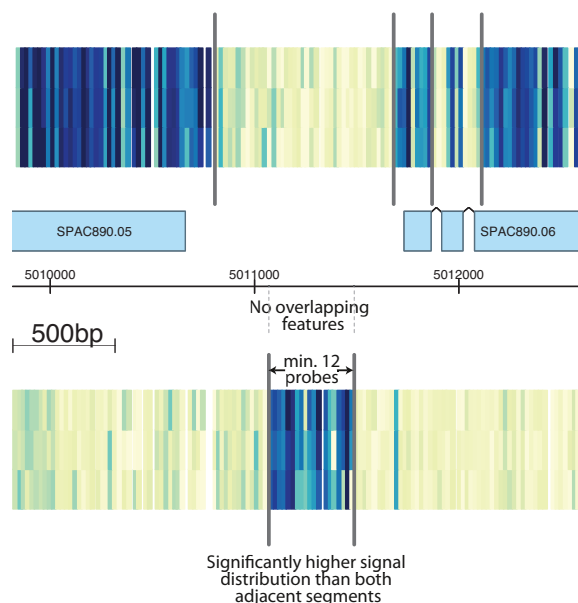 SPAC890.05
SPAC890.06
5010000
5011000
5012000
No overlapping
features
500bp
min. 12
probes
Significantly higher signal
distribution than both
adjacent segments